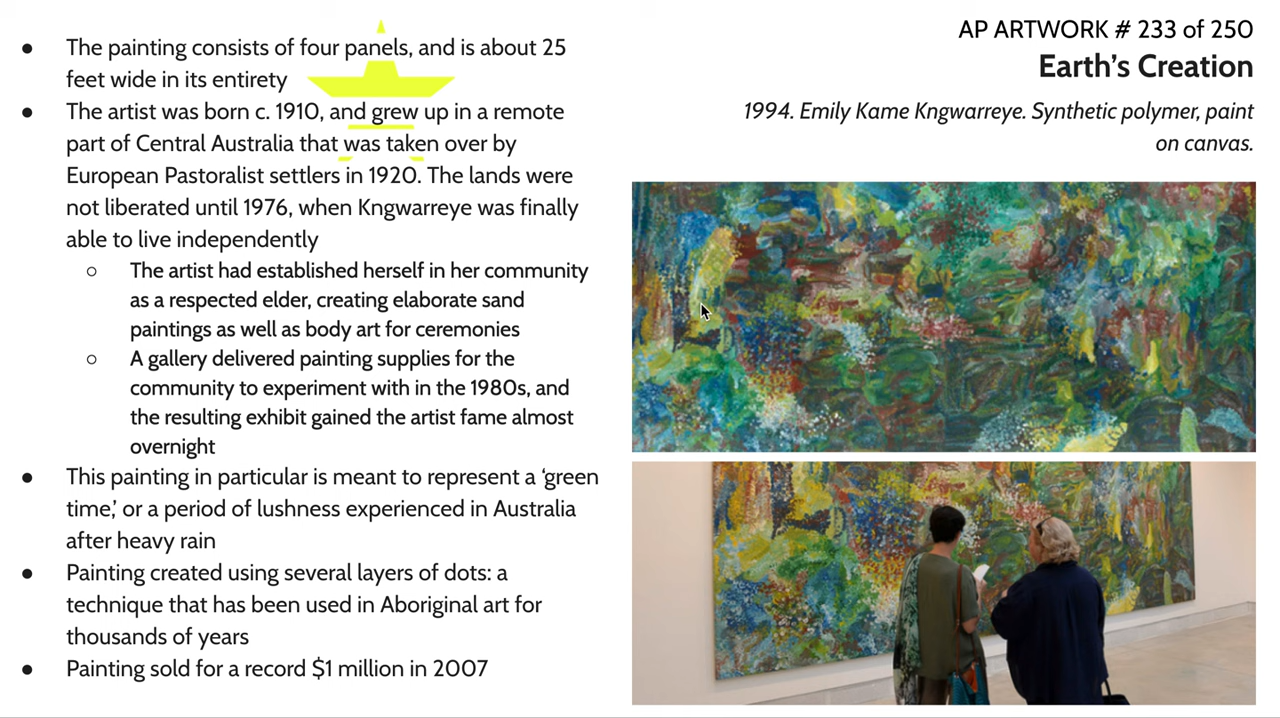 AP ARTWORK # 233 of 250
Earth's Creation
1994. Emily Kame Kngwarreye. Synthetic polymer, paint
on canvas.
● The painting consists of four panels, and is about 25
feet wide in its entirety
● The artist was born c. 1910, and grew up in a remote
part of Central Australia that was taken over by
European Pastoralist settlers in 1920. The lands were
not liberated until 1976, when Kngwarreye was finally
able to live independently
○ The artist had established herself in her community
as a respected elder, creating elaborate sand
paintings as well as body art for ceremonies
○ A gallery delivered painting supplies for the
community to experiment with in the 1980s, and
the resulting exhibit gained the artist fame almost
overnight
● This painting in particular is meant to represent a ‘green
time,’ or a period of lushness experienced in Australia
after heavy rain
● Painting created using several layers of dots: a
technique that has been used in Aboriginal art for
thousands of years
● Painting sold for a record $1 million in 2007